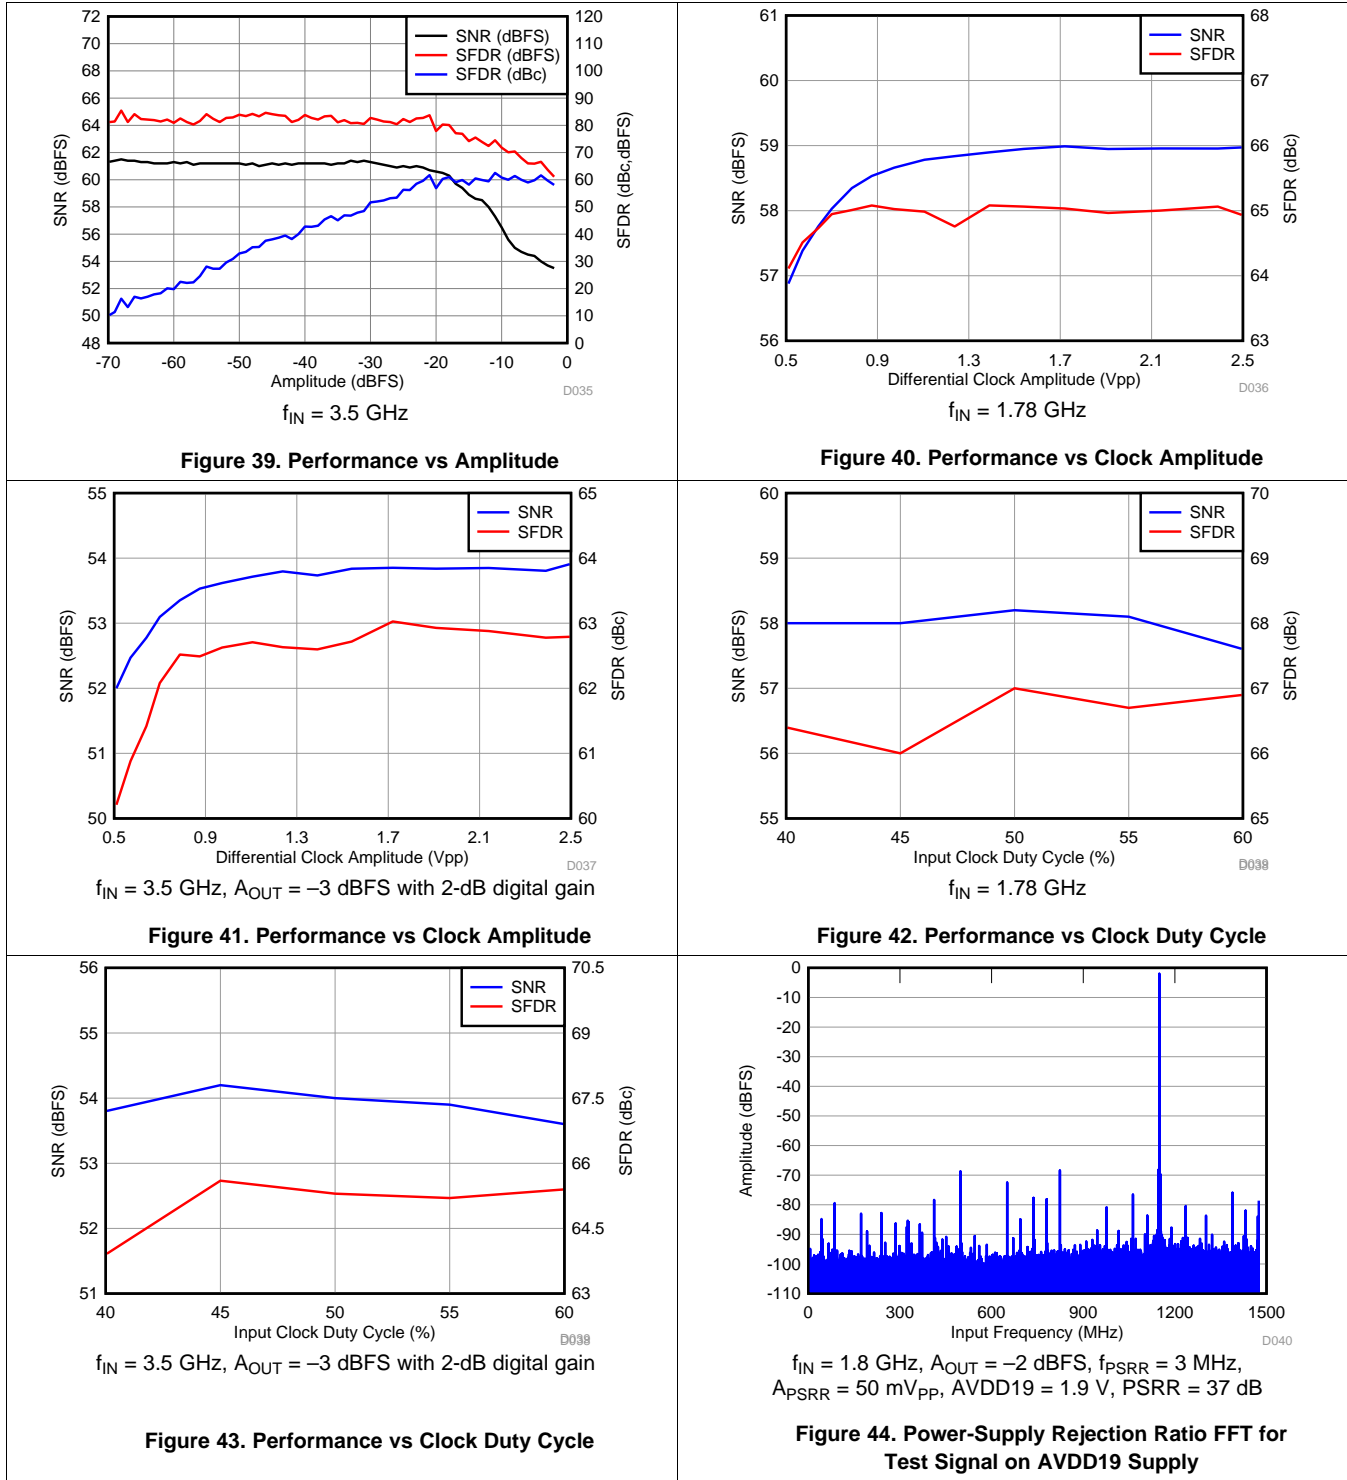 72
70
68
66
64
62
60
58
56
54
52
50
48
120
110
100
90
80
70
60
50
40
30
20
10
0
-70 -60 -50 -40 -30 -20 -10 0
SNR (dBFS)
SFDR (dBc,dBFS)
SNR (dBFS)
SFDR (dBFS)
SFDR (dBc)
Amplitude (dBFS)
D035
fIN = 3.5 GHz
Figure 39. Performance vs Amplitude
61
60
59
58
57
56
68
67
66
65
64
63
0.5 0.9 1.3 1.7 2.1 2.5
SNR (dBFS)
SFDR (dBc)
SNR
SFDR
Differential Clock Amplitude (Vpp)
D036
fIN = 1.78 GHz
Figure 40. Performance vs Clock Amplitude
55
54
53
52
51
50
65
64
63
62
61
60
0.5 0.9 1.3 1.7 2.1 2.5
SNR (dBFS)
SFDR (dBc)
SNR
SFDR
Differential Clock Amplitude (Vpp)
D037
fIN = 3.5 GHz, AOUT = –3 dBFS with 2-dB digital gain
Figure 41. Performance vs Clock Amplitude
60
59
58
57
56
55
70
69
68
67
66
65
40 45 50 55 60
SNR (dBFS)
SFDR (dBc)
SNR
SFDR
Input Clock Duty Cycle (%)
fIN = 1.78 GHz
Figure 42. Performance vs Clock Duty Cycle
56
55
54
53
52
51
70.5
69
67.5
66
64.5
63
40 45 50 55 60
SNR (dBFS)
SFDR (dBc)
SNR
SFDR
Input Clock Duty Cycle (%)
fIN = 3.5 GHz, AOUT = –3 dBFS with 2-dB digital gain
Figure 43. Performance vs Clock Duty Cycle
0
-10
-20
-30
-40
-50
-60
-70
-80
-90
-100
-110
0 300 600 900 1200 1500
Amplitude (dBFS)
Input Frequency (MHz)
D040
fIN = 1.8 GHz, AOUT = –2 dBFS, fPSRR = 3 MHz,
APSRR = 50 mVPP, AVDD19 = 1.9 V, PSRR = 37 dB
Figure 44. Power-Supply Rejection Ratio FFT for
Test Signal on AVDD19 Supply